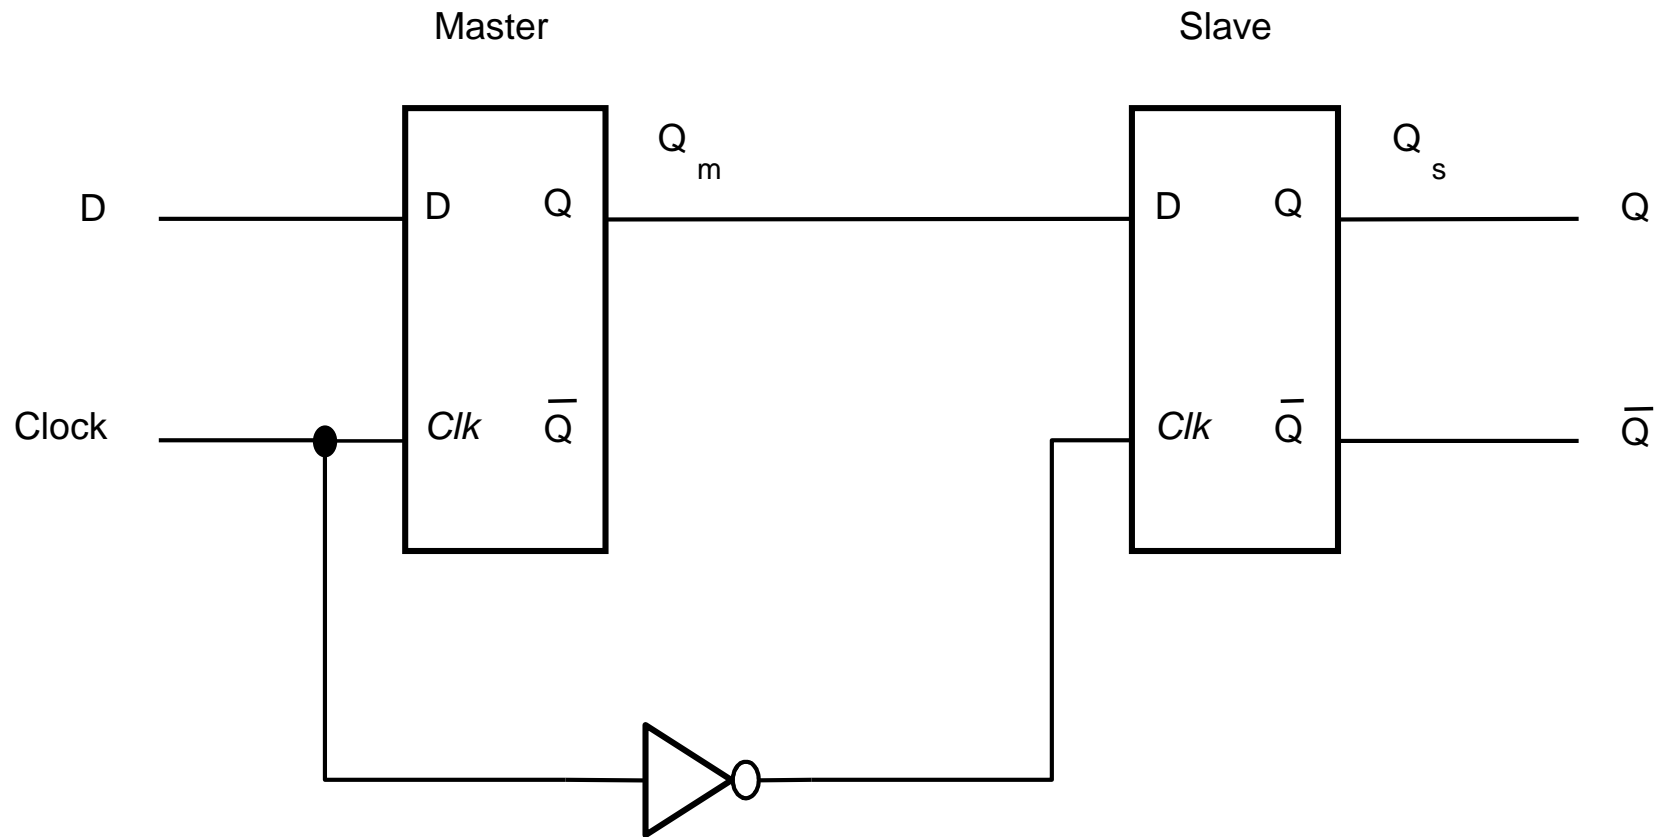 Master Slave
Q m Q s
D D Q D Q Q
Clock Clk Q̅ Clk Q̅ Q̅